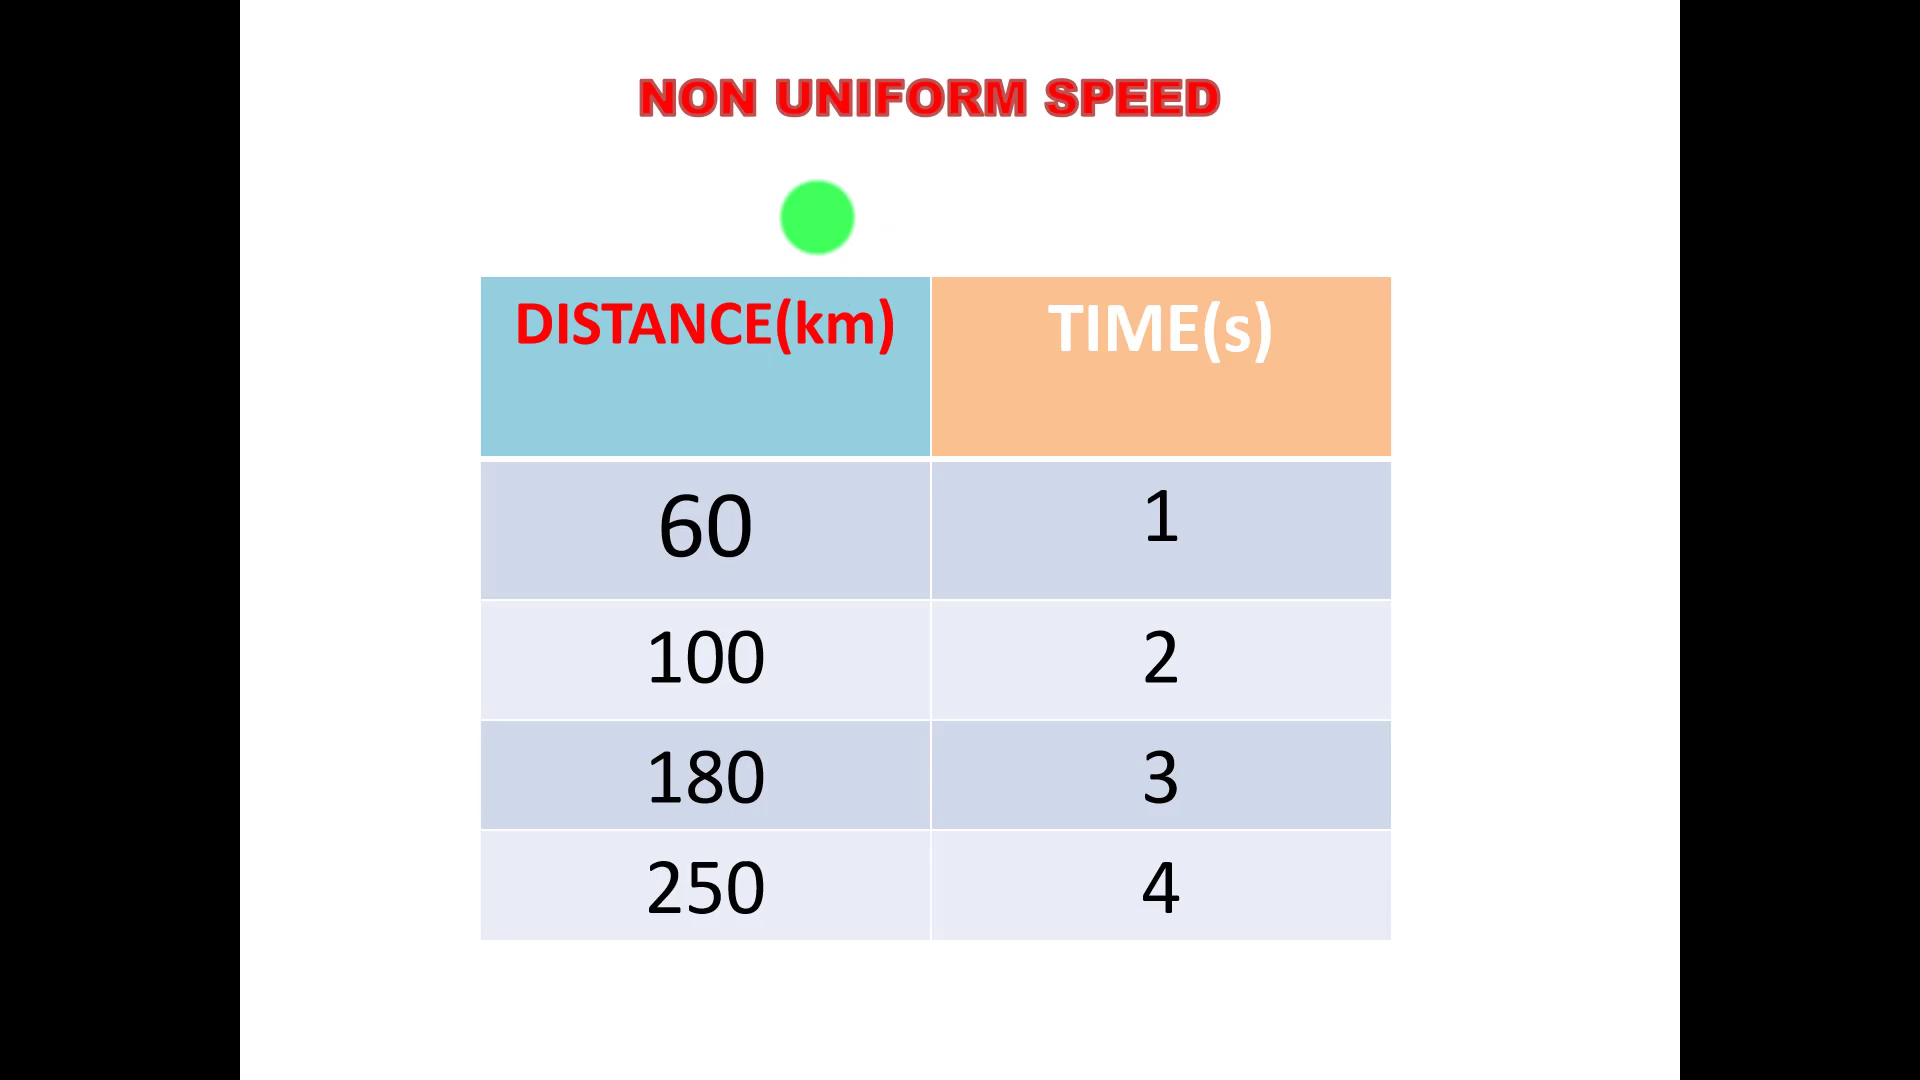 NON UNIFORM SPEED
DISTANCE(km) TIME(s)
60 1
100 2
180 3
250 4